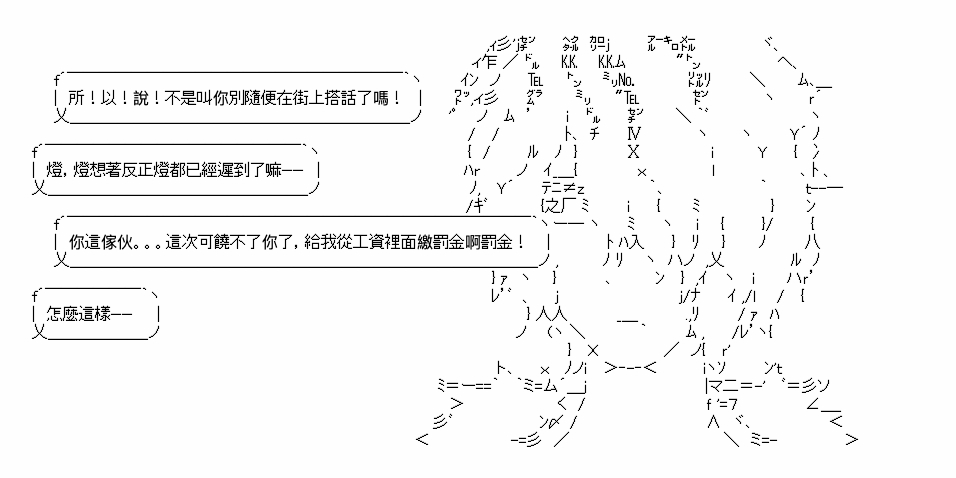 所！以！說！不是叫你別隨便在街上搭話了嗎！
燈，燈想著反正燈都已經遲到了嘛──
你這傢伙。。。這次可饒不了你了，給我從工資裡面繳罰金啊罰金！
怎麼這樣──